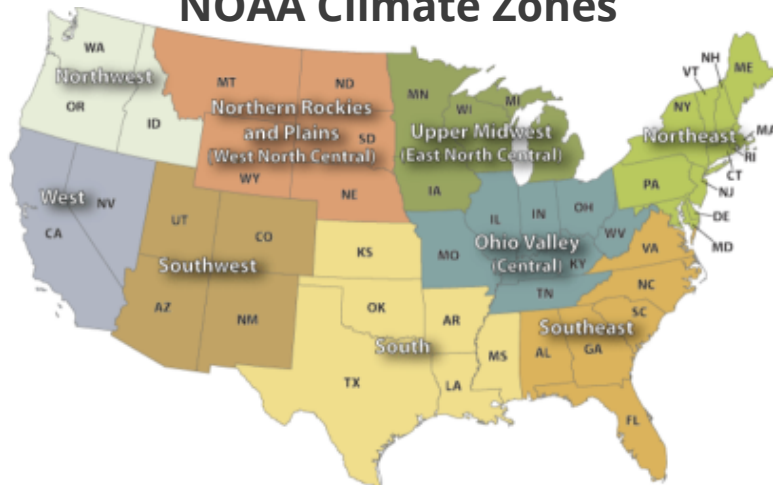 NOAA Climate Zones
WA
Northwest
OR
ID
MT
ND
Northern Rockies
and Plains
SD
(West North Central)
WY
NE
MN
WI
MI
Upper Midwest
(East North Central)
IA
NH
VT
ME
NY
MA
Northeast
RI
CT
PA
NJ
DE
MD
West
NV
CA
UT
CO
Southwest
AZ
NM
KS
OK
AR
South
TX
LA
MS
IL
IN
OH
MO
Ohio Valley
WV
(Central)
KY
TN
VA
NC
SC
Southeast
AL
GA
FL